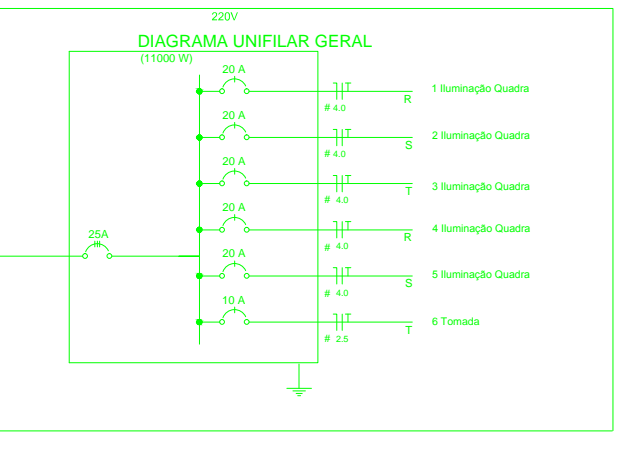 220V
DIAGRAMA UNIFILAR GERAL
(11000 W)
20 A
T
# 4.0
R
1 Iluminação Quadra
20 A
T
# 4.0
S
2 Iluminação Quadra
20 A
T
# 4.0
T
3 Iluminação Quadra
20 A
T
# 4.0
R
4 Iluminação Quadra
25A
20 A
T
# 4.0
S
5 Iluminação Quadra
10 A
T
# 2.5
T
6 Tomada